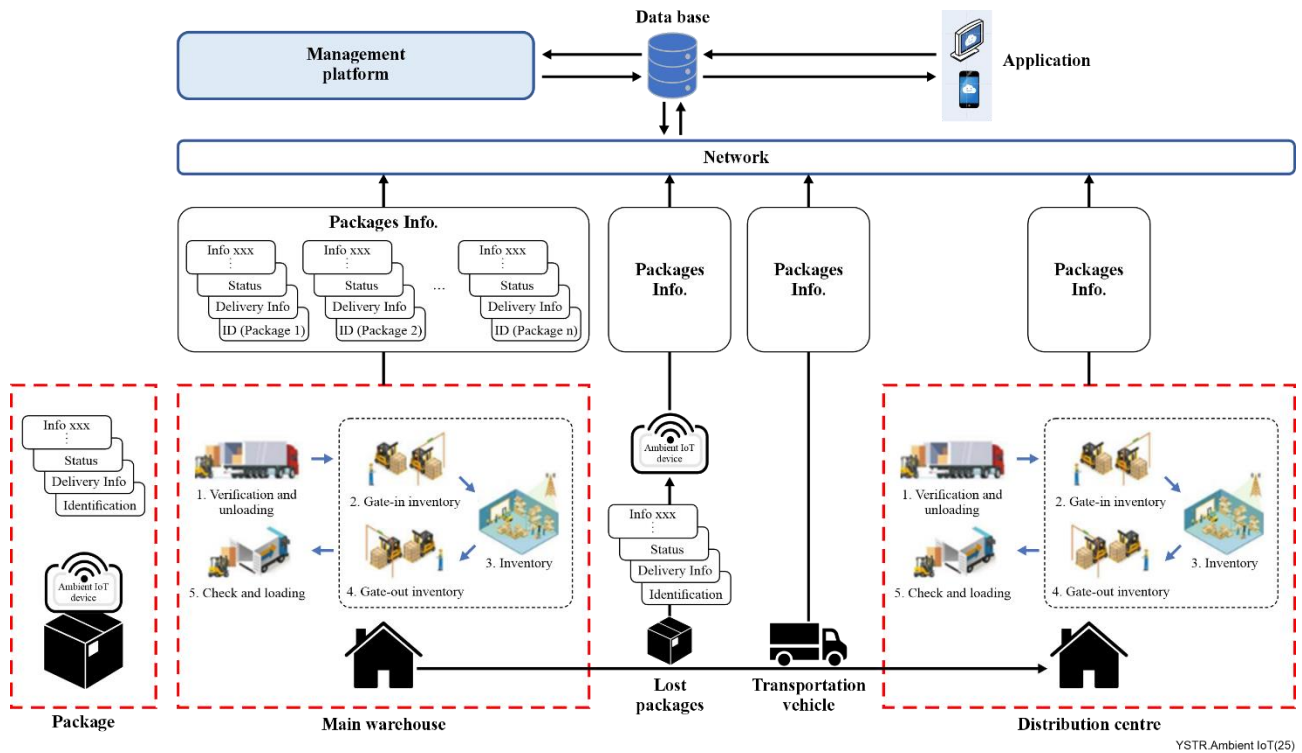 Data base
Management
platform
Application
Network
Packages Info.
Info xxx
⋮
Status
Delivery Info
ID (Package 1)
Info xxx
⋮
Status
Delivery Info
ID (Package 2)
...
Info xxx
⋮
Status
Delivery Info
ID (Package n)
Packages
Info.
Packages
Info.
Packages
Info.
Info xxx
⋮
Status
Delivery Info
Identification
Ambient IoT
device
Package
1. Verification and
unloading
2. Gate-in inventory
3. Inventory
4. Gate-out inventory
5. Check and loading
Main warehouse
Ambient IoT
device
Info xxx
⋮
Status
Delivery Info
Identification
Lost
packages
Transportation
vehicle
1. Verification and
unloading
2. Gate-in inventory
3. Inventory
4. Gate-out inventory
5. Check and loading
Distribution centre
YSTR.Ambient IoT(25)